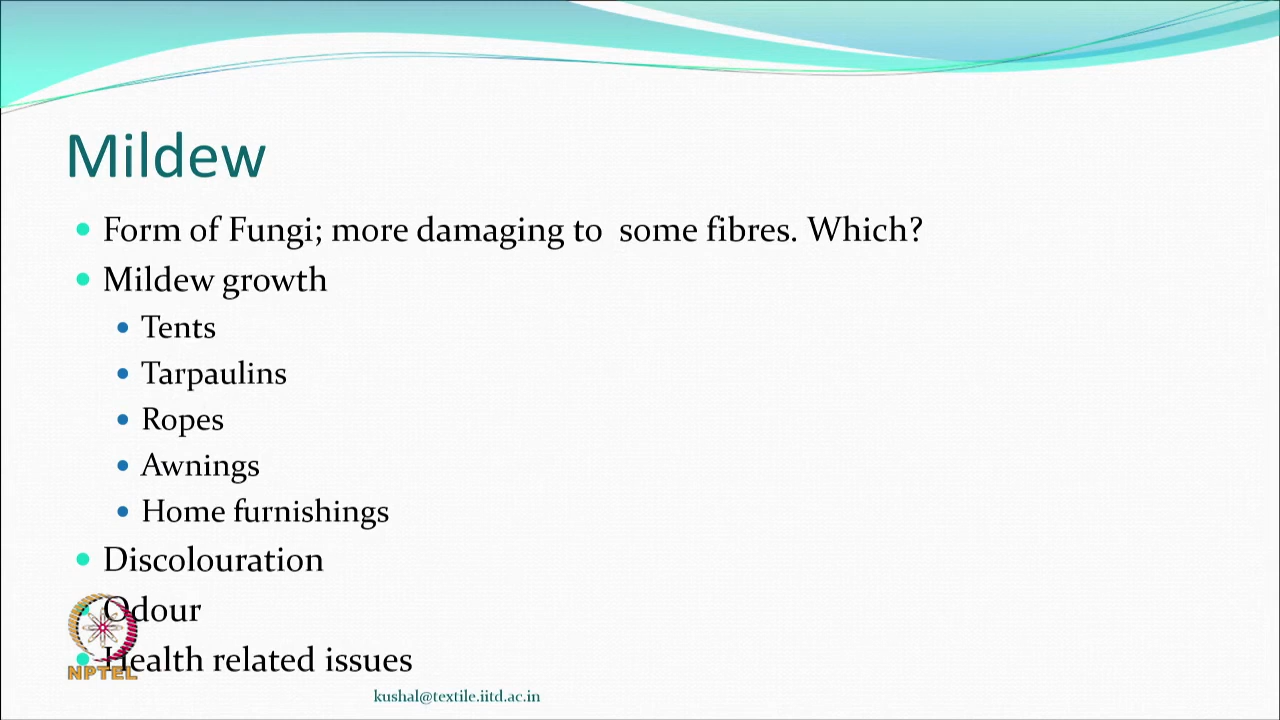 Mildew
Form of Fungi; more damaging to some fibres. Which?
Mildew growth
Tents
Tarpaulins
Ropes
Awnings
Home furnishings
Discolouration
Odour
Health related issues
NPTEL
kushal@textile.iitd.ac.in